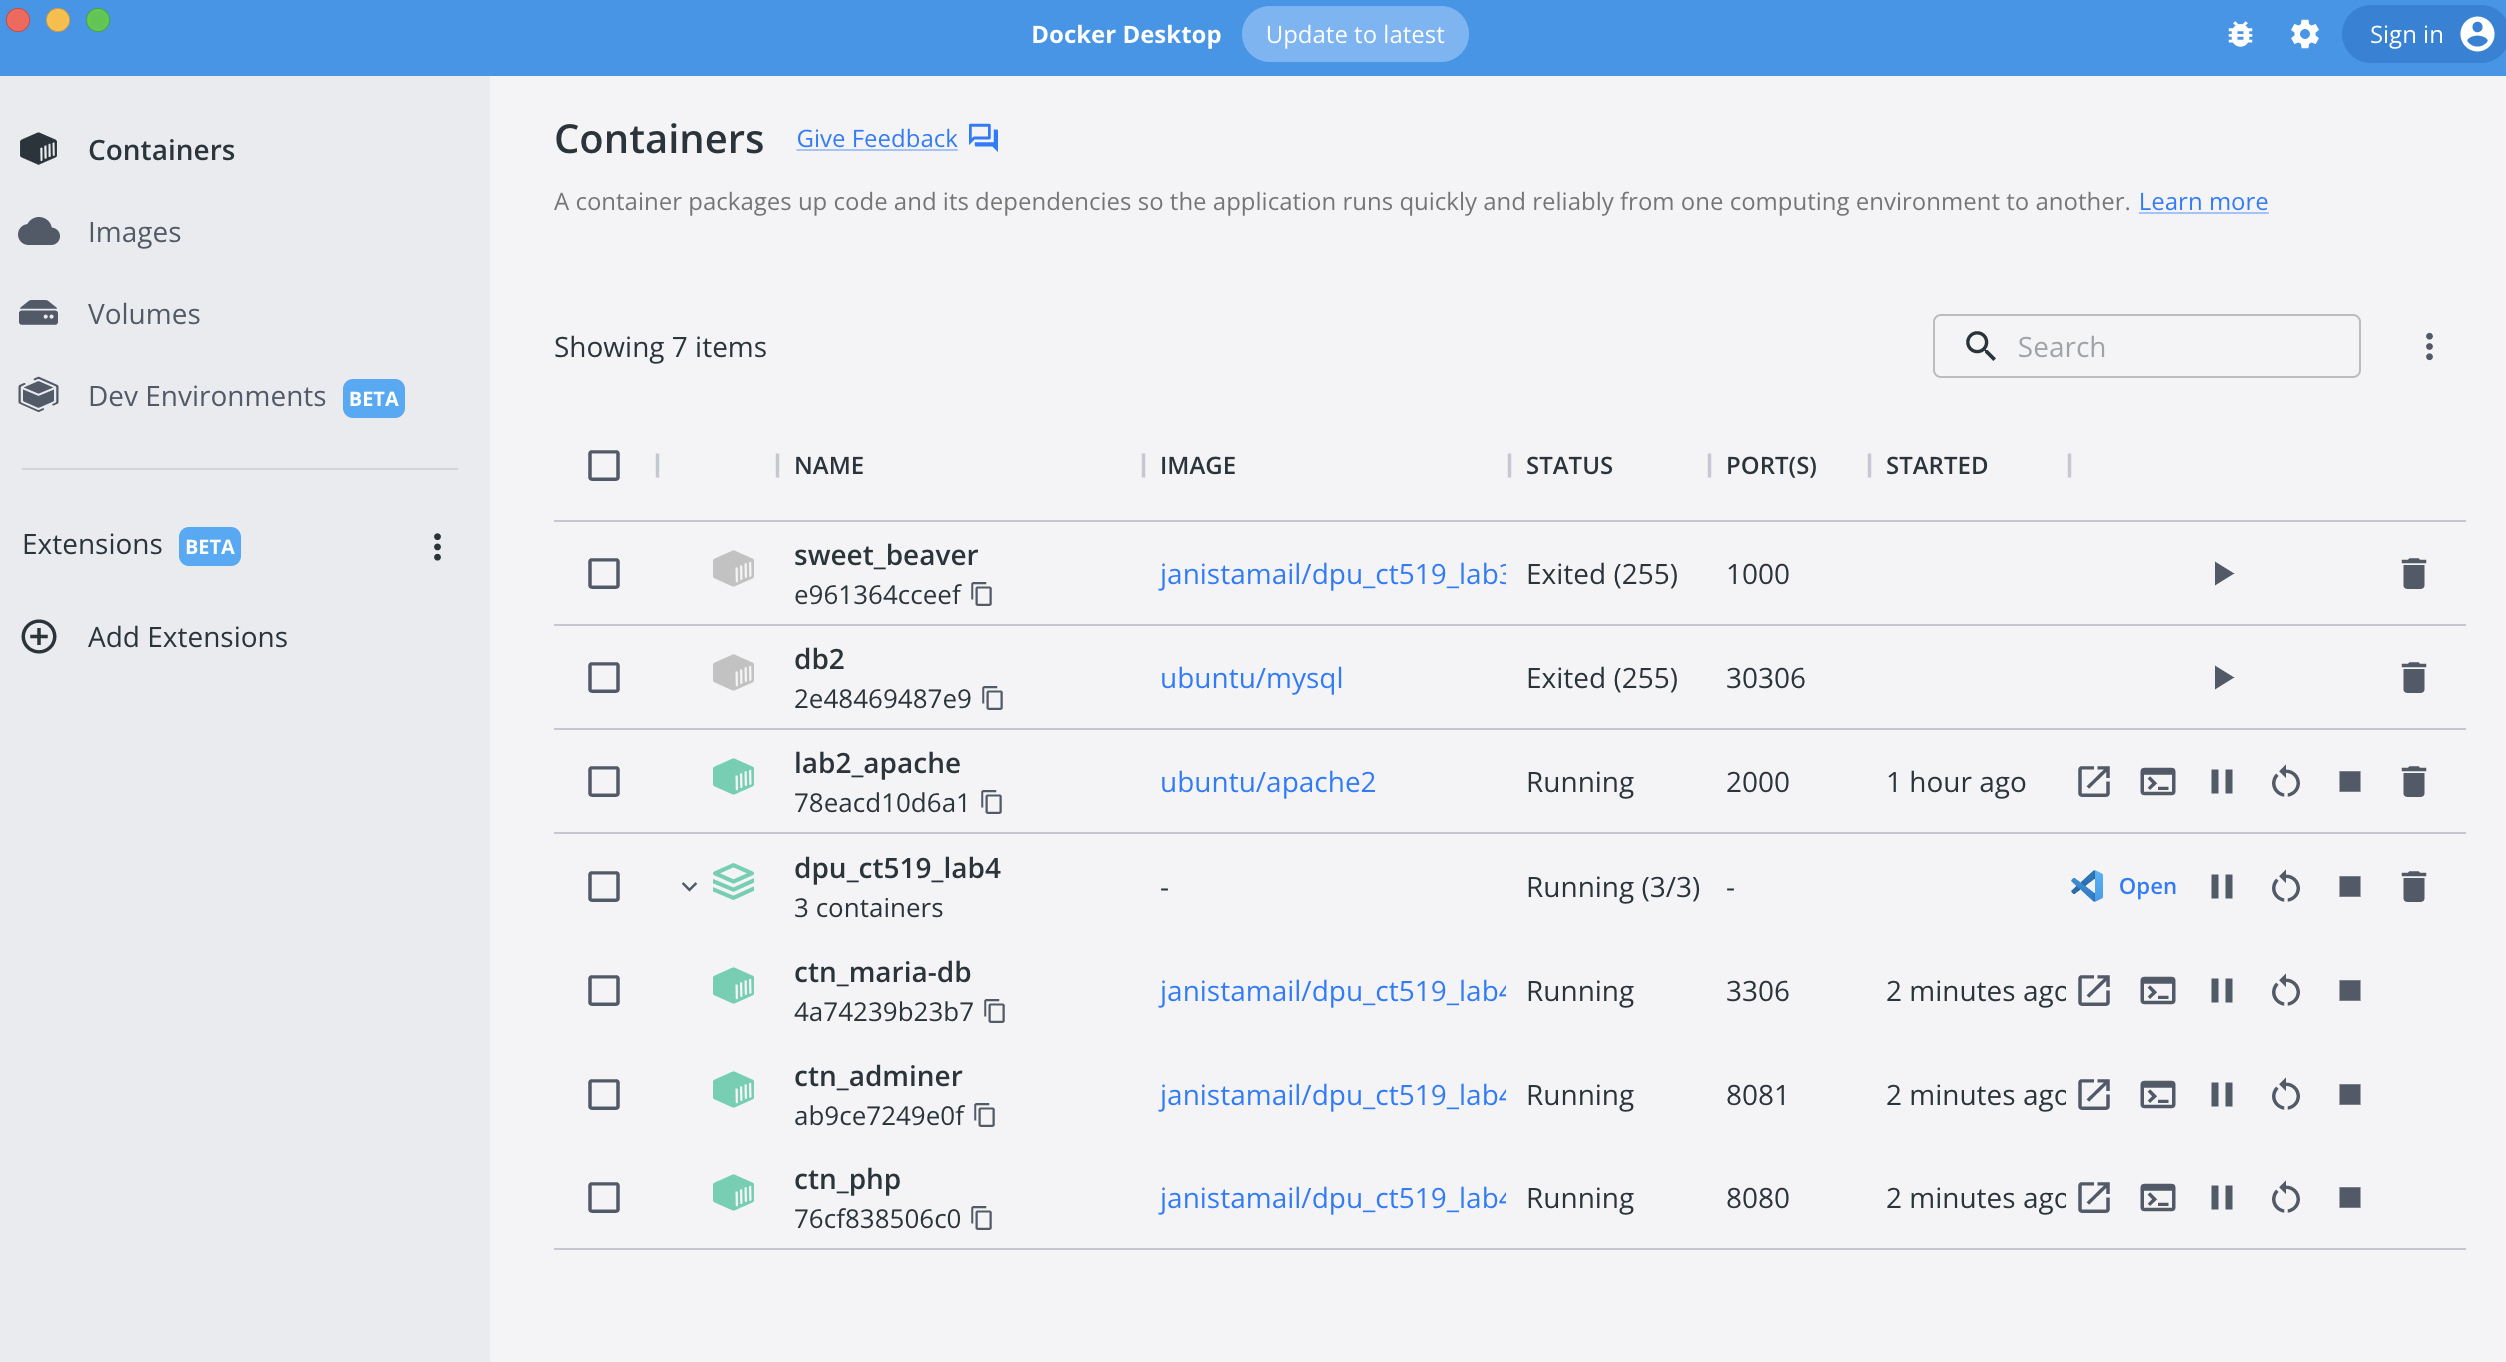 Docker Desktop Update to latest Sign in
Containers
Images
Volumes
Dev Environments BETA
Extensions BETA
Add Extensions
Containers Give Feedback
A container packages up code and its dependencies so the application runs quickly and reliably from one computing environment to another. Learn more
Showing 7 items Search
NAME IMAGE STATUS PORT(S) STARTED
sweet_beaver
e961364cceef janistamail/dpu_ct519_lab3 Exited (255) 1000
db2
2e48469487e9 ubuntu/mysql Exited (255) 30306
lab2_apache
78eacd10d6a1 ubuntu/apache2 Running 2000 1 hour ago
dpu_ct519_lab4
3 containers - Running (3/3) - Open
ctn_maria-db
4a74239b23b7 janistamail/dpu_ct519_lab4 Running 3306 2 minutes ago
ctn_adminer
ab9ce7249e0f janistamail/dpu_ct519_lab4 Running 8081 2 minutes ago
ctn_php
76cf838506c0 janistamail/dpu_ct519_lab4 Running 8080 2 minutes ago